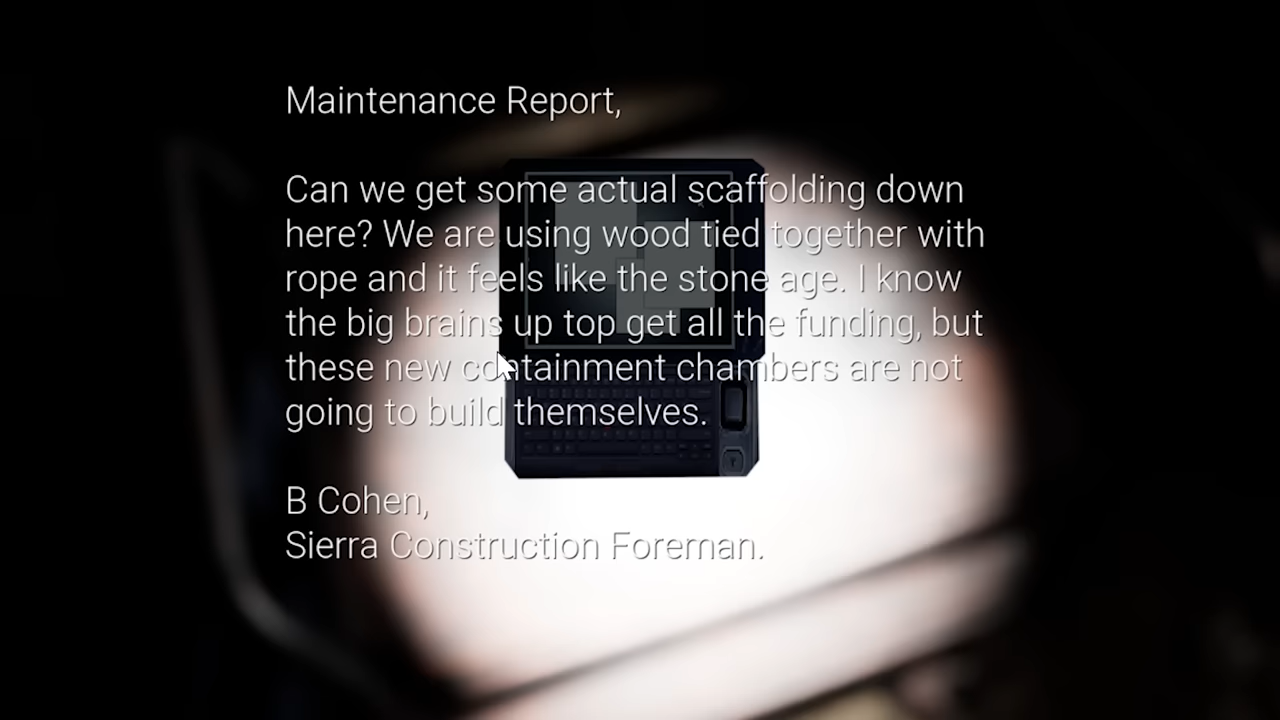 Maintenance Report,
Can we get some actual scaffolding down
here? We are using wood tied together with
rope and it feels like the stone age. I know
the big brains up top get all the funding, but
these new containment chambers are not
going to build themselves.
B Cohen,
Sierra Construction Foreman.